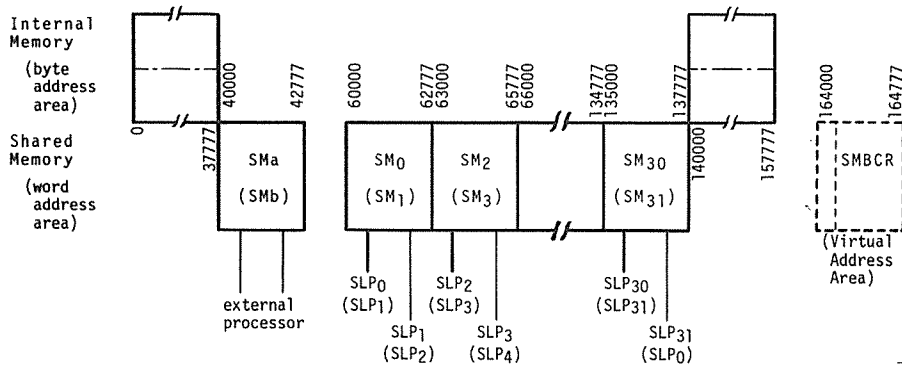 Internal
Memory
(byte
address
area)
0
37777
40000
42777
60000
62777
63000
65777
66000
134777
135000
137777
140000
157777
164000
164777
Shared
Memory
(word
address
area)
SMa
(SMb)
SM0
(SM1)
SM2
(SM3)
SM30
(SM31)
SMBCR
(Virtual
Address
Area)
external
processor
SLP0
(SLP1)
SLP1
(SLP2)
SLP2
(SLP3)
SLP3
(SLP4)
SLP30
(SLP31)
SLP31
(SLP0)